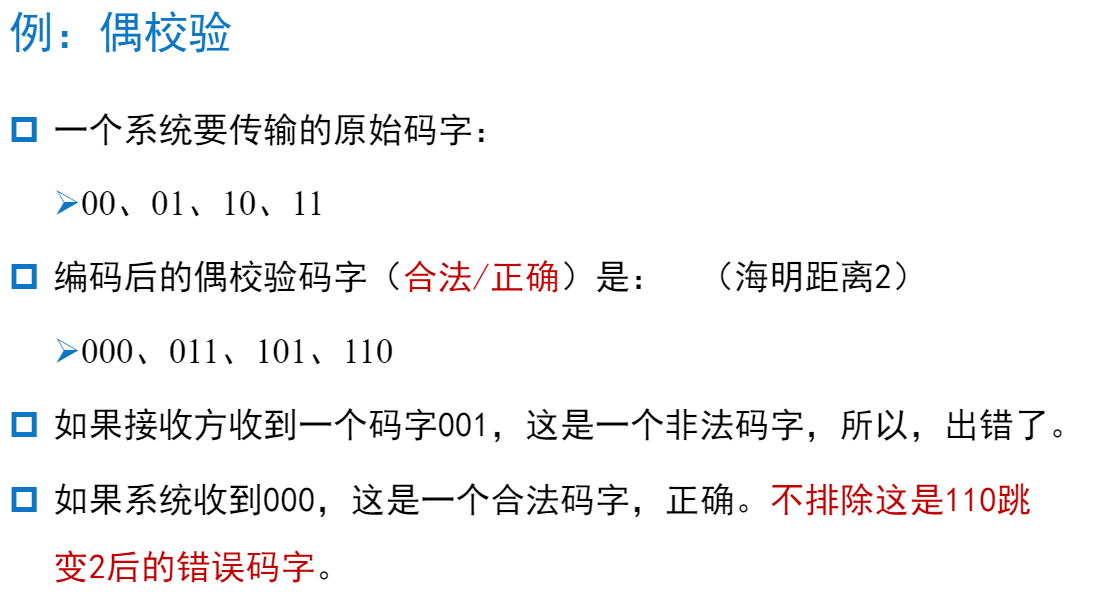 例：偶校验
一个系统要传输的原始码字：
00、01、10、11
编码后的偶校验码字（合法/正确）是： （海明距离2）
000、011、101、110
如果接收方收到一个码字001，这是一个非法码字，所以，出错了。
如果系统收到000，这是一个合法码字，正确。不排除这是110跳
变2后的错误码字。